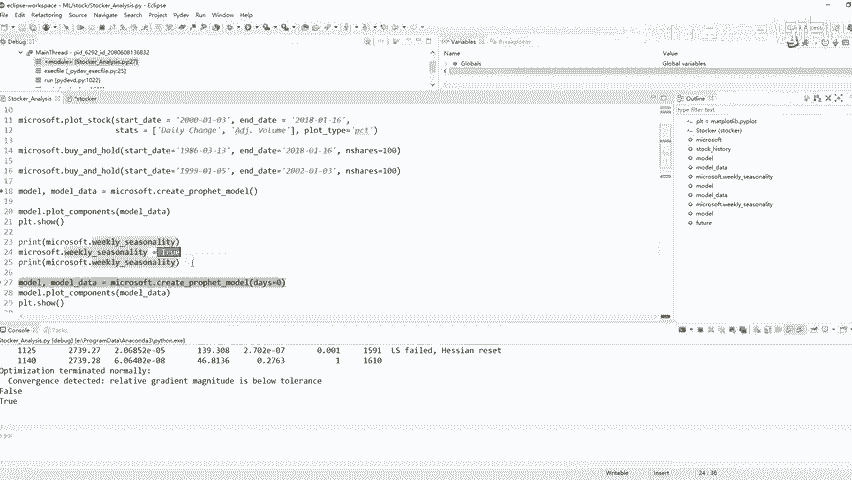 eclipse-workspace - ML/stock/Stocker_Analysis.py - Eclipse
Edit Refactoring Source Navigate Search Project Pydev Run Window Help
Debug
Variables Breakpoints
MainThread - pid_6292_id_2080608136832
<module> [Stocker_Analysis.py:27]
execfile [_pydev_execfile.py:25]
run [pydevd.py:1022]
Name Value
Globals Global variables
Stocker_Analysis *stocker
Outline
10
11 microsoft.plot_stock(start_date = '2000-01-03', end_date = '2018-01-16',
12 stats = ['Daily Change', 'Adj. Volume'], plot_type='pct')
13
14 microsoft.buy_and_hold(start_date='1986-03-13', end_date='2018-01-16', nshares=100)
15
16 microsoft.buy_and_hold(start_date='1999-01-05', end_date='2002-01-03', nshares=100)
17
18 model, model_data = microsoft.create_prophet_model()
19
20 model.plot_components(model_data)
21 plt.show()
22
23 print(microsoft.weekly_seasonality)
24 microsoft.weekly_seasonality = True
25 print(microsoft.weekly_seasonality)
26
27 model, model_data = microsoft.create_prophet_model(days=0)
28 model.plot_components(model_data)
29 plt.show()
type filter text
plt = matplotlib.pyplot
Stocker (stocker)
microsoft
stock_history
model
model_data
microsoft.weekly_seasonality
model
model_data
microsoft.weekly_seasonality
model
future
Console Tasks
Stocker_Analysis.py [debug] [e:\ProgramData\Anaconda3\python.exe]
1125 2739.27 2.06852e-05 139.308 2.702e-07 0.001 1591 LS failed, Hessian reset
1140 2739.28 6.06402e-08 46.8136 0.2763 1 1610
Optimization terminated normally:
Convergence detected: relative gradient magnitude is below tolerance
False
True
Writable Insert 24 : 36